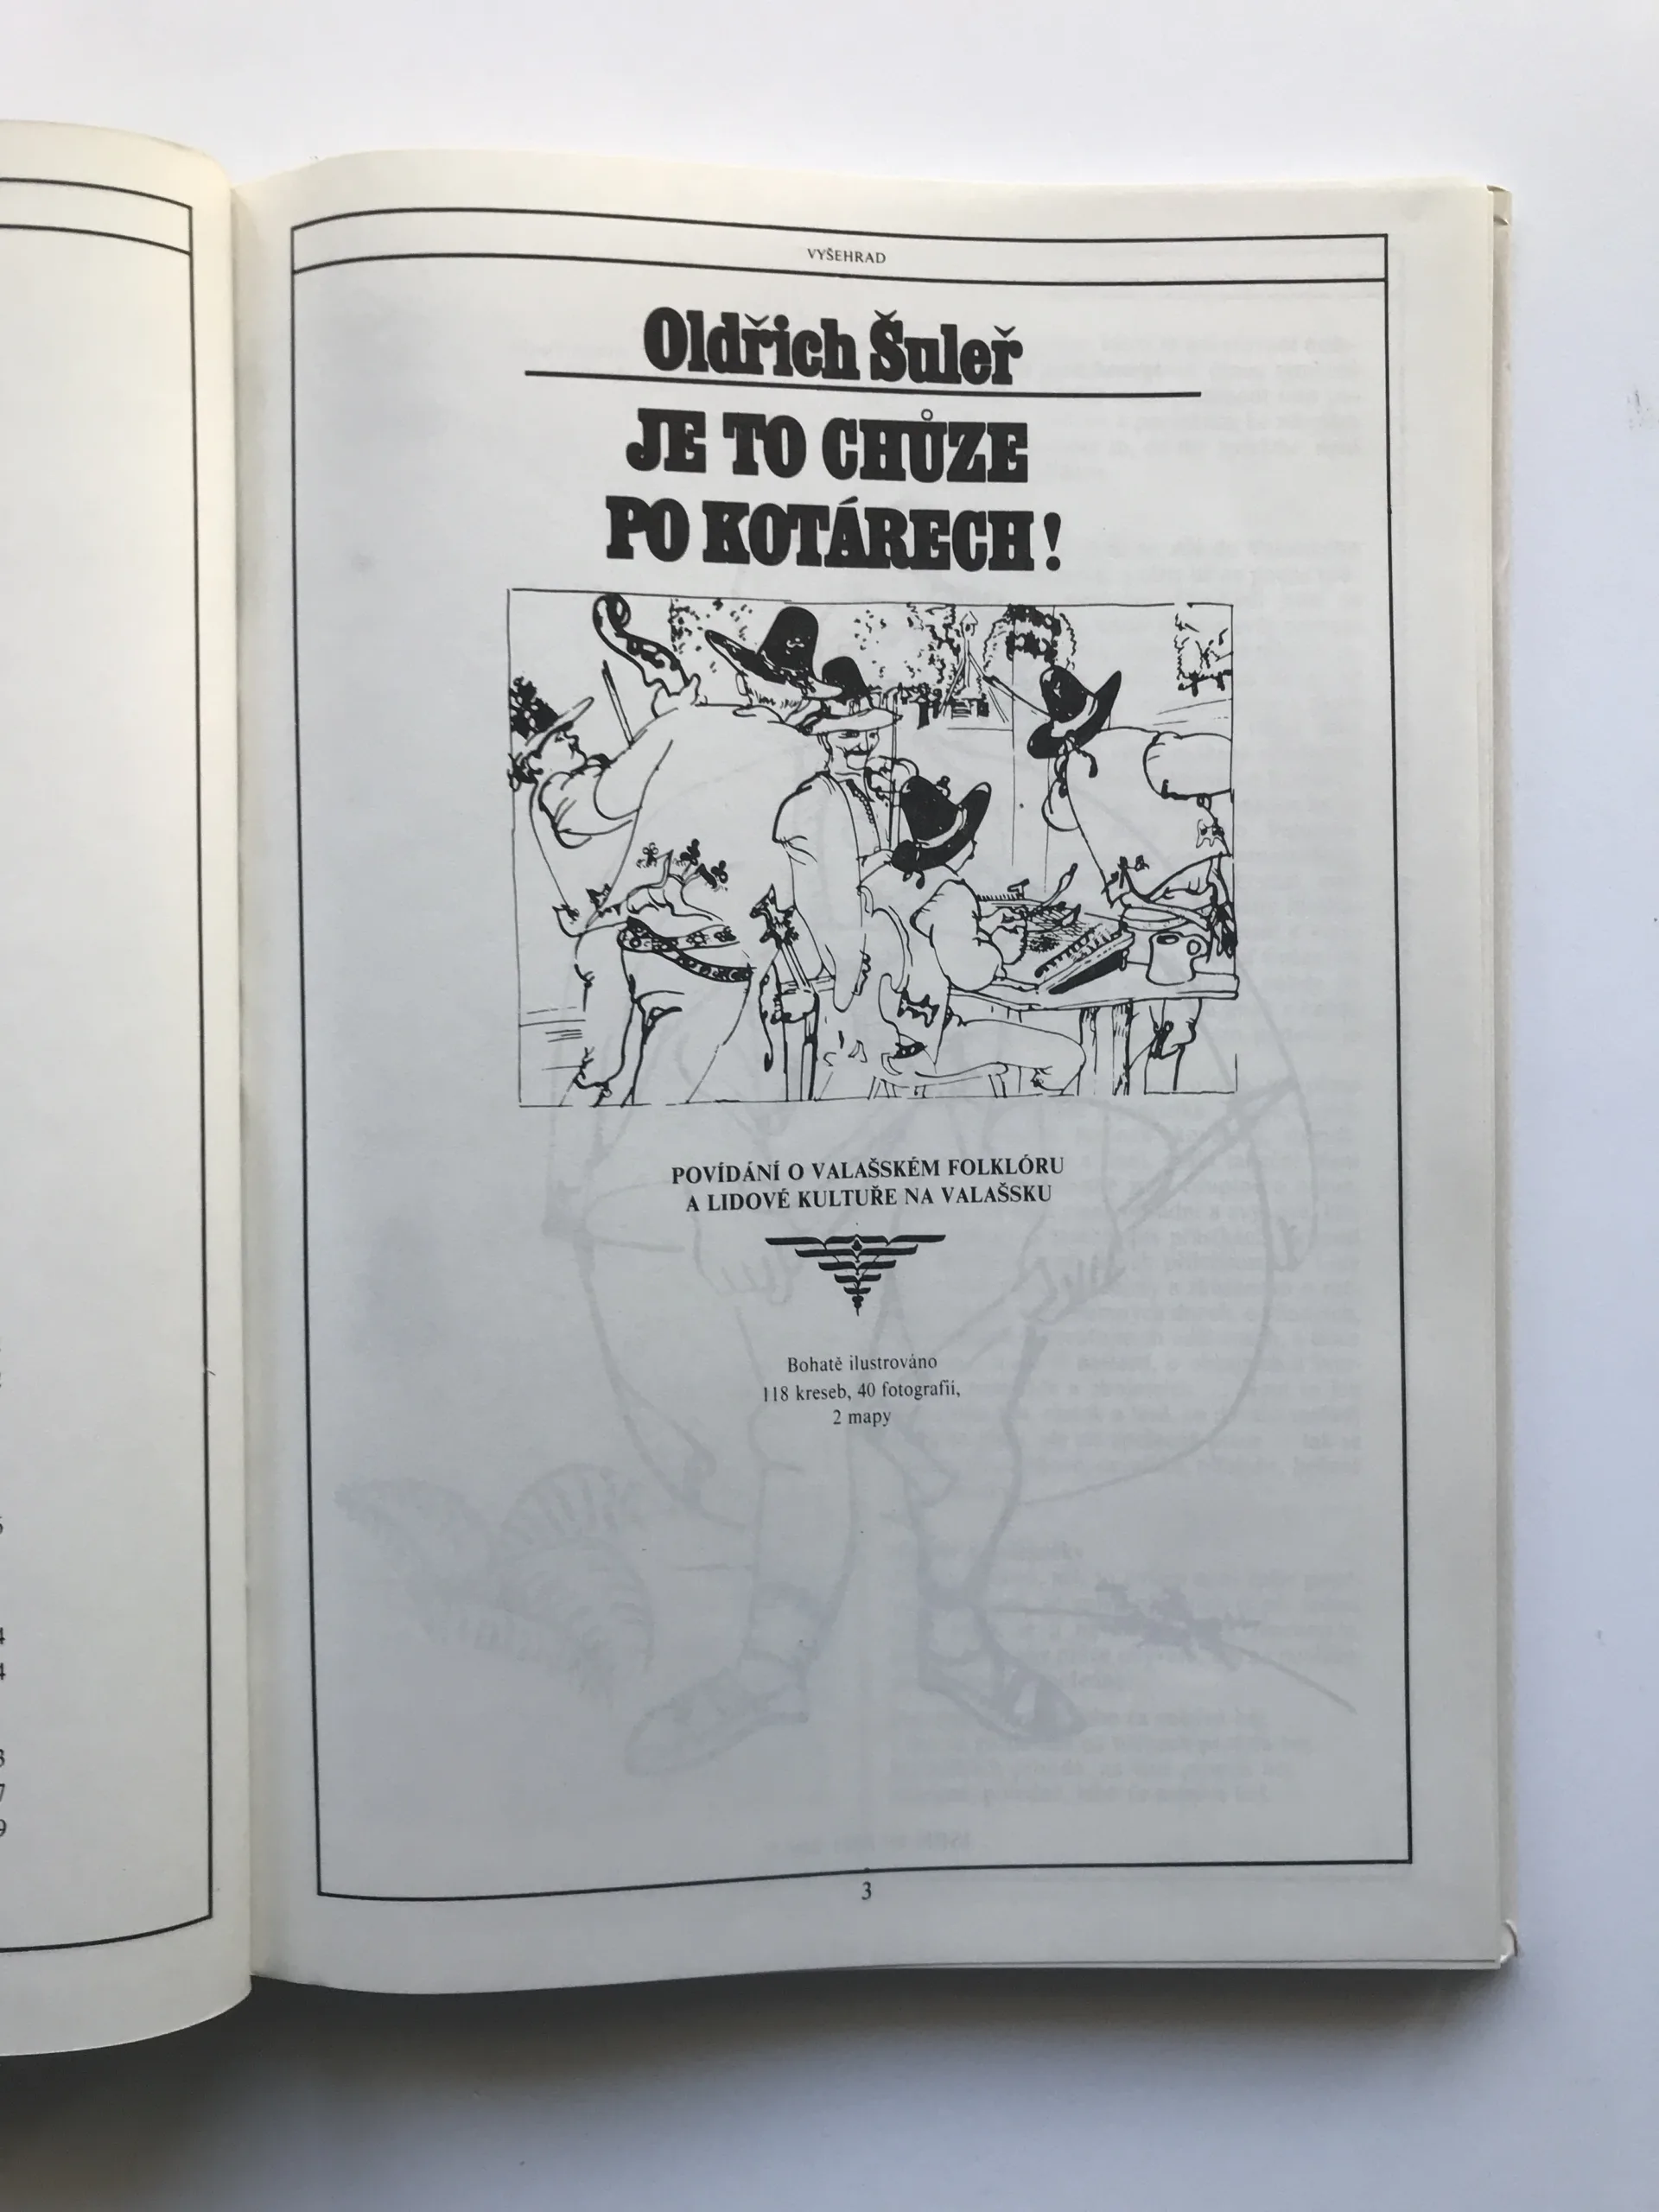 VYŠEHRAD
Oldřich Šuleř
JE TO CHŮZE
PO KOTÁRECH!
POVÍDÁNÍ O VALAŠSKÉM FOLKLÓRU
A LIDOVÉ KULTUŘE NA VALAŠSKU
Bohatě ilustrováno
118 kreseb, 40 fotografií,
2 mapy
3